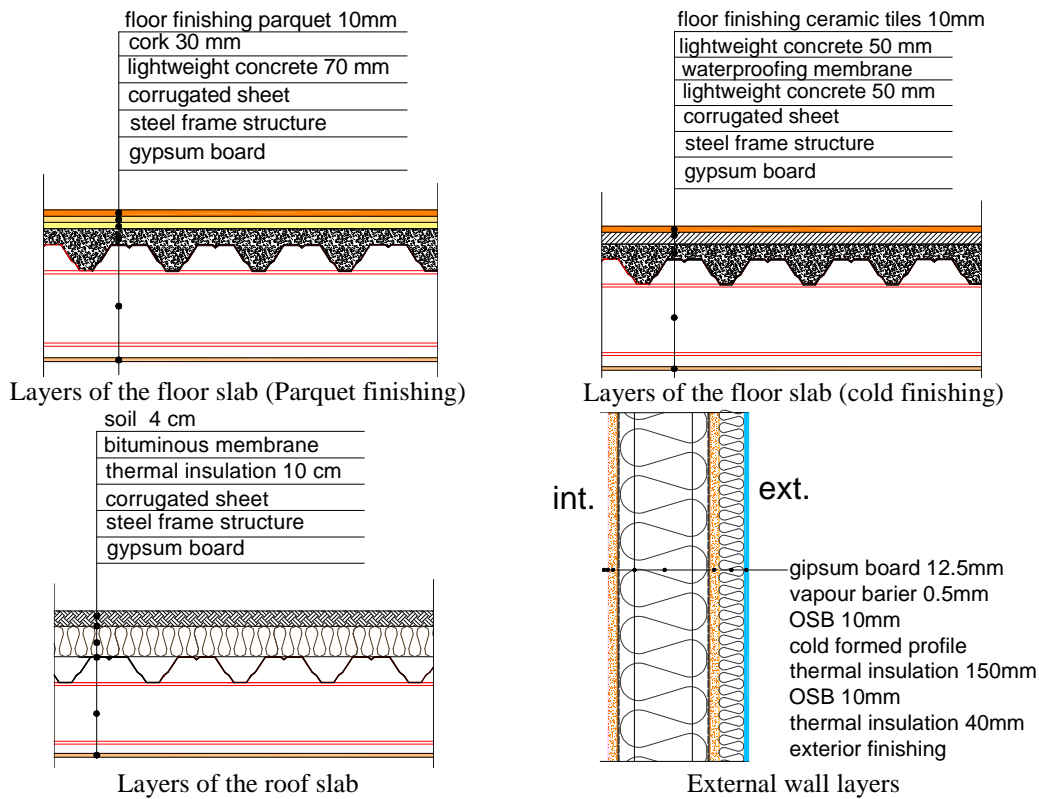 floor finishing parquet 10mm
cork 30 mm
lightweight concrete 70 mm
corrugated sheet
steel frame structure
gypsum board
Layers of the floor slab (Parquet finishing)
floor finishing ceramic tiles 10mm
lightweight concrete 50 mm
waterproofing membrane
lightweight concrete 50 mm
corrugated sheet
steel frame structure
gypsum board
Layers of the floor slab (cold finishing)
soil 4 cm
bituminous membrane
thermal insulation 10 cm
corrugated sheet
steel frame structure
gypsum board
Layers of the roof slab
int.
ext.
gipsum board 12.5mm
vapour barier 0.5mm
OSB 10mm
cold formed profile
thermal insulation 150mm
OSB 10mm
thermal insulation 40mm
exterior finishing
External wall layers